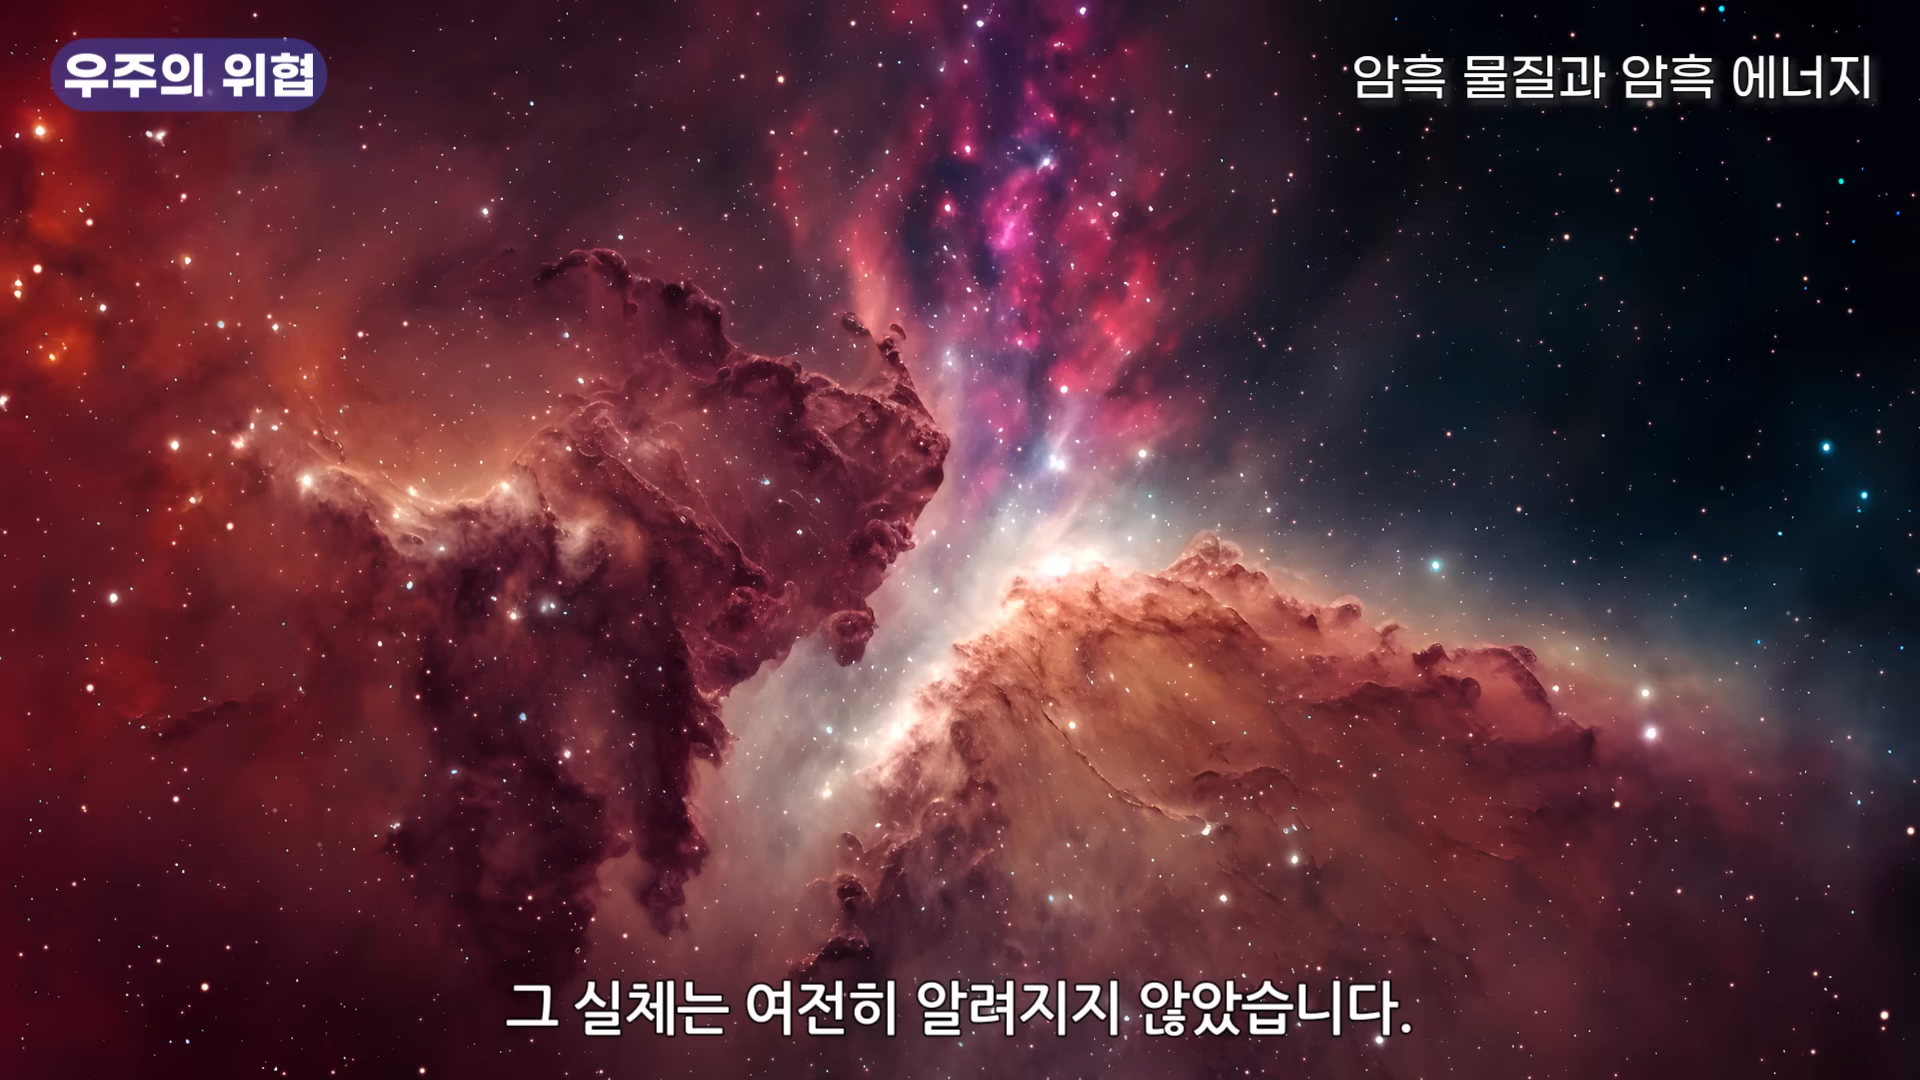 우주의 위협
암흑 물질과 암흑 에너지
그 실체는 여전히 알려지지 않았습니다.